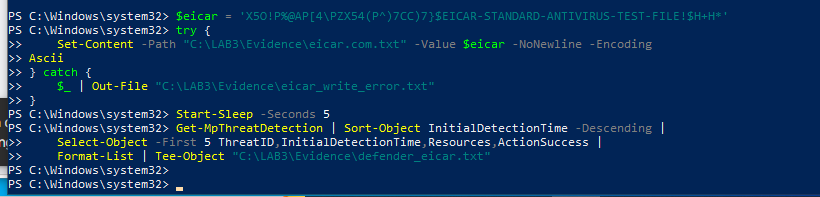 PS C:\Windows\system32> $eicar = 'X5O!P%@AP[4\PZX54(P^)7CC)7}$EICAR-STANDARD-ANTIVIRUS-TEST-FILE!$H+H*'
PS C:\Windows\system32> try {
>>     Set-Content -Path "C:\LAB3\Evidence\eicar.com.txt" -Value $eicar -NoNewline -Encoding
>> Ascii
>> } catch {
>>     $_ | Out-File "C:\LAB3\Evidence\eicar_write_error.txt"
>> }
PS C:\Windows\system32> Start-Sleep -Seconds 5
PS C:\Windows\system32> Get-MpThreatDetection | Sort-Object InitialDetectionTime -Descending |
>>     Select-Object -First 5 ThreatID,InitialDetectionTime,Resources,ActionSuccess |
>>     Format-List | Tee-Object "C:\LAB3\Evidence\defender_eicar.txt"
PS C:\Windows\system32>
PS C:\Windows\system32>